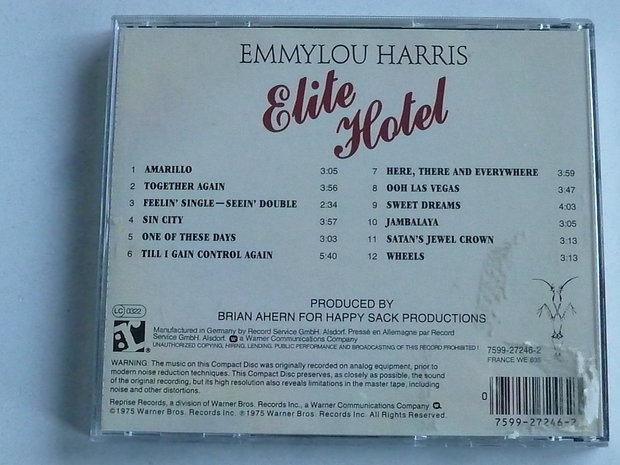 EMMYLOU HARRIS
Elite
Hotel
1 AMARILLO 3:05
2 TOGETHER AGAIN 3:56
3 FEELIN' SINGLE—SEEIN' DOUBLE 2:34
4 SIN CITY 3:57
5 ONE OF THESE DAYS 3:03
6 TILL I GAIN CONTROL AGAIN 5:40
7 HERE, THERE AND EVERYWHERE 3:59
8 OOH LAS VEGAS 3:47
9 SWEET DREAMS 4:03
10 JAMBALAYA 3:05
11 SATAN'S JEWEL CROWN 3:13
12 WHEELS 3:13
PRODUCED BY
BRIAN AHERN FOR HAPPY SACK PRODUCTIONS
LC 0322
Manufactured in Germany by Record Service GmbH. Alsdorf. Pressé en Allemagne par Record
Service GmbH. Alsdorf. a Warner Communications Company
UNAUTHORIZED COPYING, HIRING, LENDING, PUBLIC PERFORMANCE AND BROADCASTING OF THIS RECORD PROHIBITED!
7599-27246-2
FRANCE WE 835
WARNING: The music on this Compact Disc was originally recorded on analog equipment, prior to
modern noise reduction techniques. This Compact Disc preserves, as closely as possible, the sound
of the original recording, but its high resolution also reveals limitations in the master tape, including
noise and other distortions.
Reprise Records, a division of Warner Bros. Records Inc., a Warner Communications Company
©1975 Warner Bros. Records Inc. ℗1975 Warner Bros. Records Inc. All Rights Reserved.
0
7599-27246-2